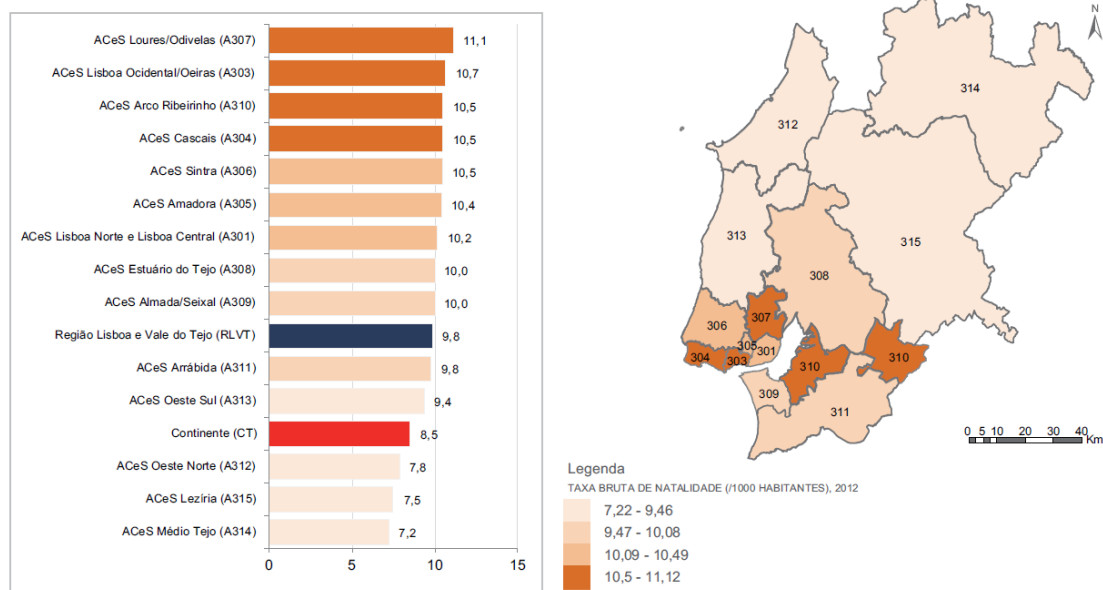 ACeS Loures/Odivelas (A307) 11,1
ACeS Lisboa Ocidental/Oeiras (A303) 10,7
ACeS Arco Ribeirinho (A310) 10,5
ACeS Cascais (A304) 10,5
ACeS Sintra (A306) 10,5
ACeS Amadora (A305) 10,4
ACeS Lisboa Norte e Lisboa Central (A301) 10,2
ACeS Estuário do Tejo (A308) 10,0
ACeS Almada/Seixal (A309) 10,0
Região Lisboa e Vale do Tejo (RLVT) 9,8
ACeS Arrábida (A311) 9,8
ACeS Oeste Sul (A313) 9,4
Continente (CT) 8,5
ACeS Oeste Norte (A312) 7,8
ACeS Lezíria (A315) 7,5
ACeS Médio Tejo (A314) 7,2
0 5 10 15
N
314
312
313
315
308
306
307
305
301
304
303
310
310
309
311
0 5 10 20 30 40
Km
Legenda
TAXA BRUTA DE NATALIDADE (/1000 HABITANTES), 2012
7,22 - 9,46
9,47 - 10,08
10,09 - 10,49
10,5 - 11,12